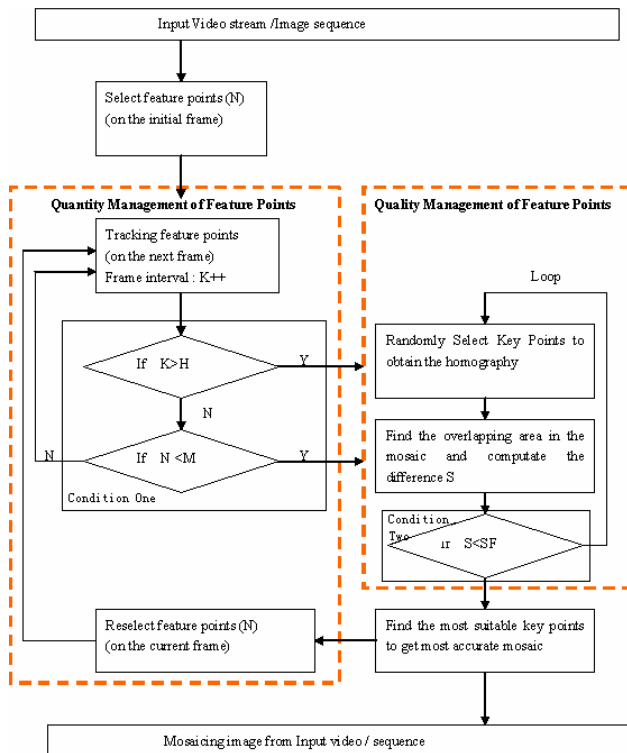 Input Video stream /Image sequence
Select feature points (N)
(on the initial frame)
Quantity Management of Feature Points
Tracking feature points
(on the next frame)
Frame interval : K++
If K>H
Y
N
If N <M
N
Y
Condition One
Reselect feature points (N)
(on the current frame)
Quality Management of Feature Points
Loop
Randomly Select Key Points to
obtain the homography
Find the overlapping area in the
mosaic and computate the
difference S
Condition
Two
S<SF
Find the most suitable key points
to get most accurate mosaic
Mosaicing image from Input video / sequence